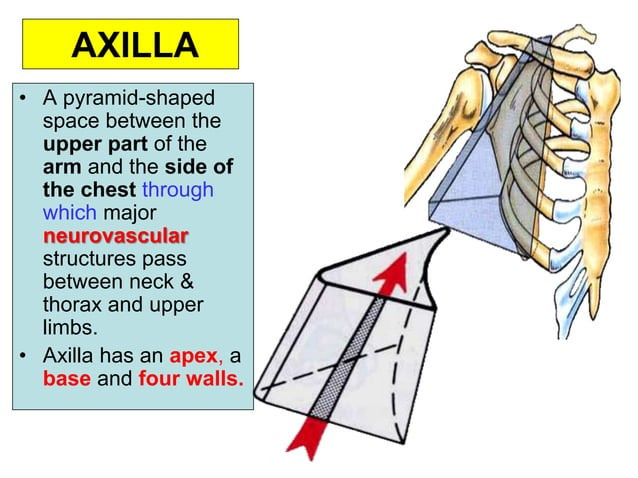 AXILLA
• A pyramid-shaped
space between the
upper part of the
arm and the side of
the chest through
which major
neurovascular
structures pass
between neck &
thorax and upper
limbs.
• Axilla has an apex, a
base and four walls.